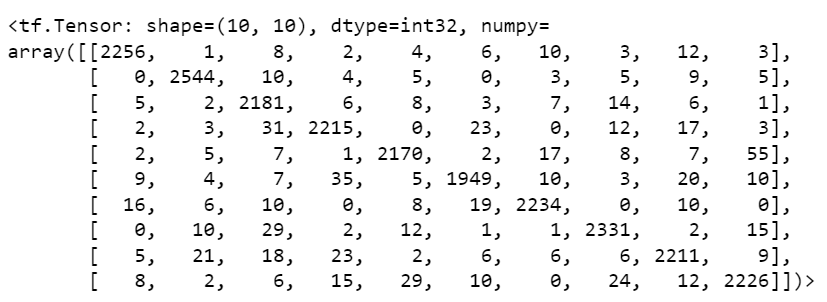 <tf.Tensor: shape=(10, 10), dtype=int32, numpy=
array([[2256,    1,    8,    2,    4,    6,   10,    3,   12,    3],
       [   0, 2544,   10,    4,    5,    0,    3,    5,    9,    5],
       [   5,    2, 2181,    6,    8,    3,    7,   14,    6,    1],
       [   2,    3,   31, 2215,    0,   23,    0,   12,   17,    3],
       [   2,    5,    7,    1, 2170,    2,   17,    8,    7,   55],
       [   9,    4,    7,   35,    5, 1949,   10,    3,   20,   10],
       [  16,    6,   10,    0,    8,   19, 2234,    0,   10,    0],
       [   0,   10,   29,    2,   12,    1,    1, 2331,    2,   15],
       [   5,   21,   18,   23,    2,    6,    6,    6, 2211,    9],
       [   8,    2,    6,   15,   29,   10,    0,   24,   12, 2226]])>